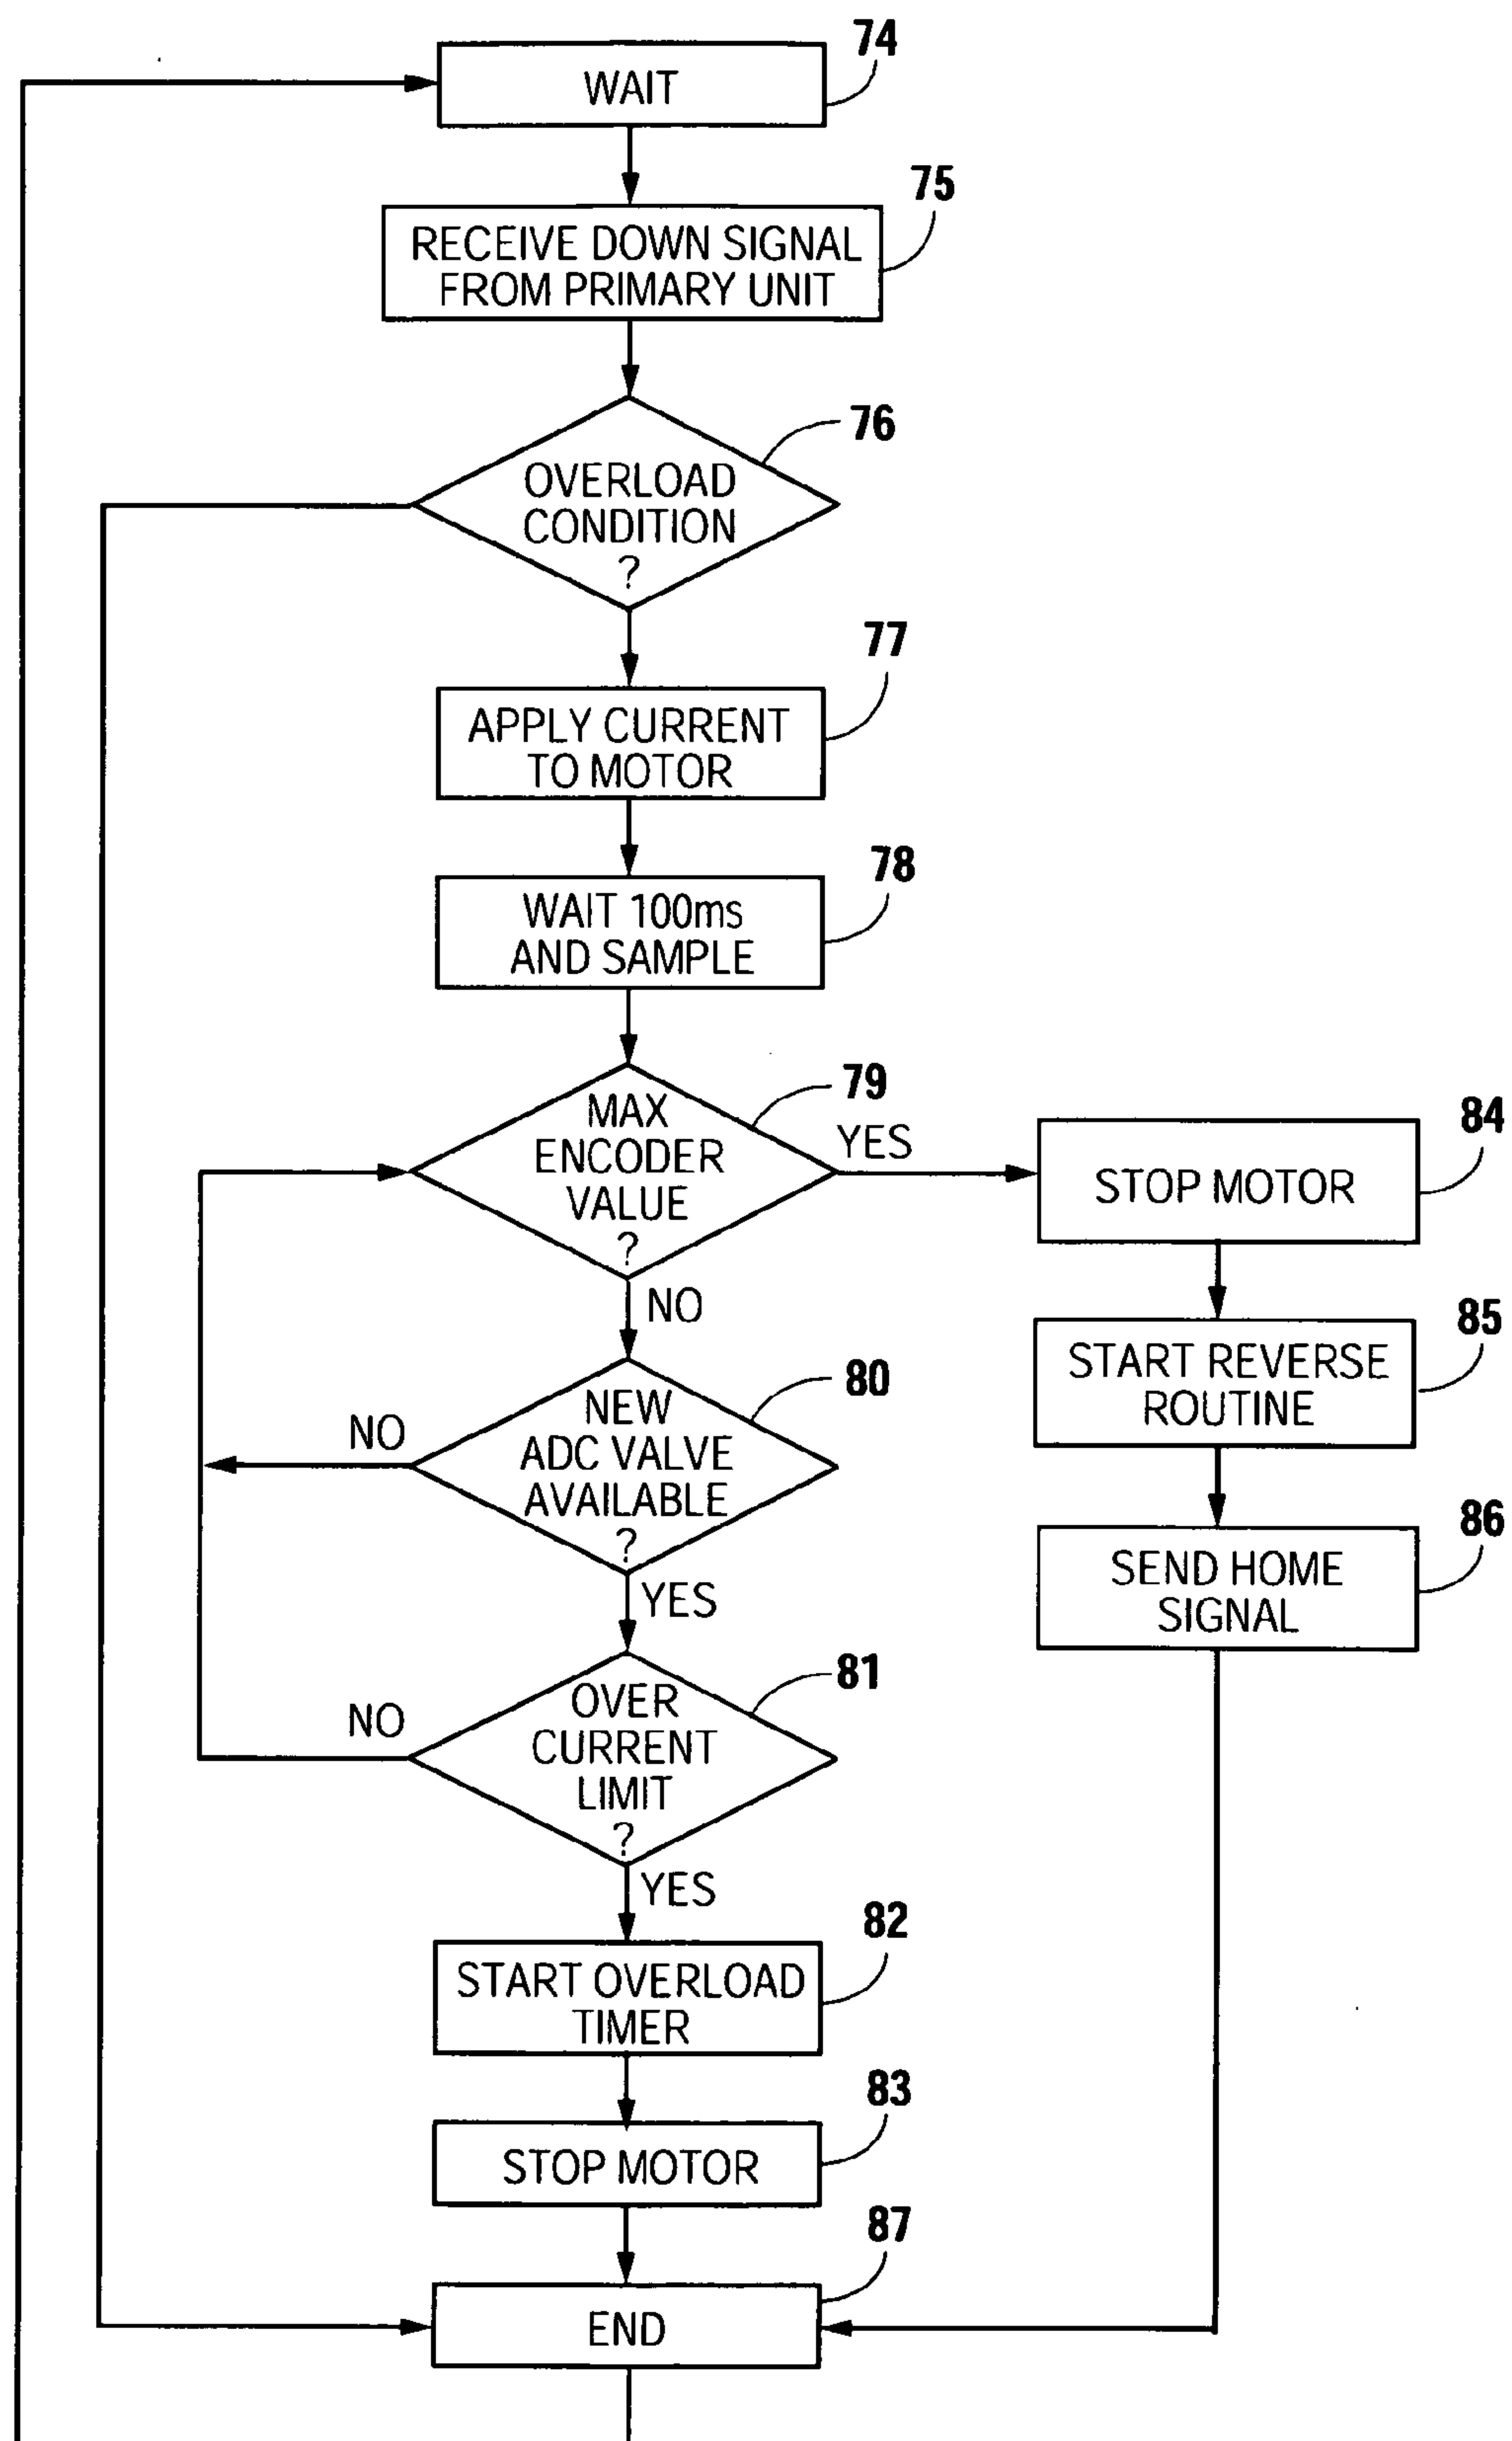 74
WAIT
75
RECEIVE DOWN SIGNAL
FROM PRIMARY UNIT
76
OVERLOAD
CONDITION
?
77
APPLY CURRENT
TO MOTOR
78
WAIT 100ms
AND SAMPLE
79
MAX
ENCODER
VALUE
?
YES
84
STOP MOTOR
NO
85
START REVERSE
ROUTINE
80
NEW
ADC VALVE
AVAILABLE
?
NO
YES
86
SEND HOME
SIGNAL
81
OVER
CURRENT
LIMIT
?
NO
YES
82
START OVERLOAD
TIMER
83
STOP MOTOR
87
END